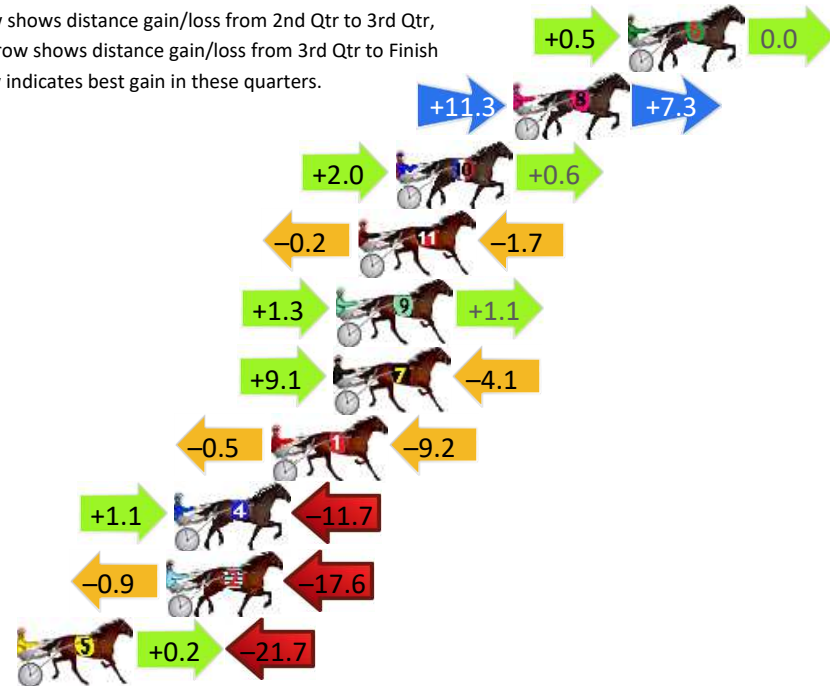 shows distance gain/loss from 2nd Qtr to 3rd Qtr,
row shows distance gain/loss from 3rd Qtr to Finish
indicates best gain in these quarters.
+0.5 0.0
+11.3 8 +7.3
+2.0 10 +0.6
–0.2 11 –1.7
+1.3 9 +1.1
+9.1 7 –4.1
–0.5 1 –9.2
+1.1 4 –11.7
–0.9 2 –17.6
5 +0.2 –21.7